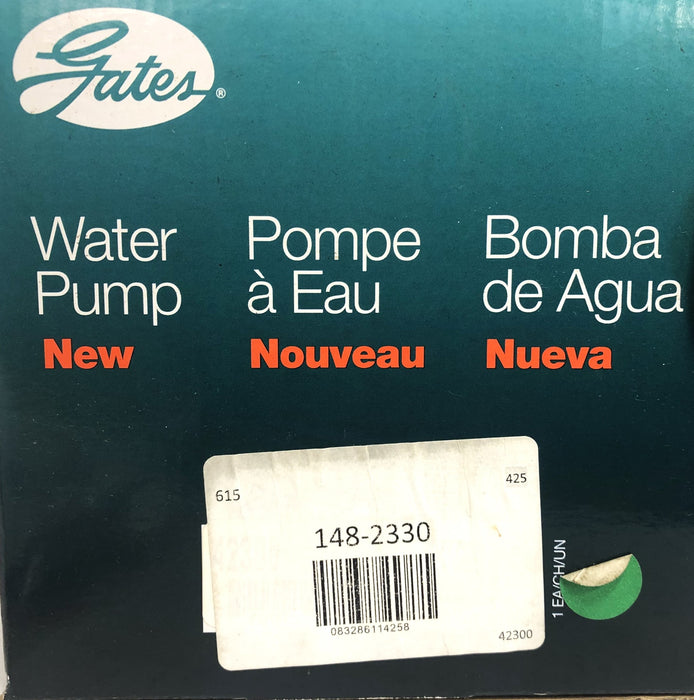 Gates®
Water Pump
New
Pompe à Eau
Nouveau
Bomba de Agua
Nueva
615
425
148-2330
083286114258
42300
1 EA/CH/UN